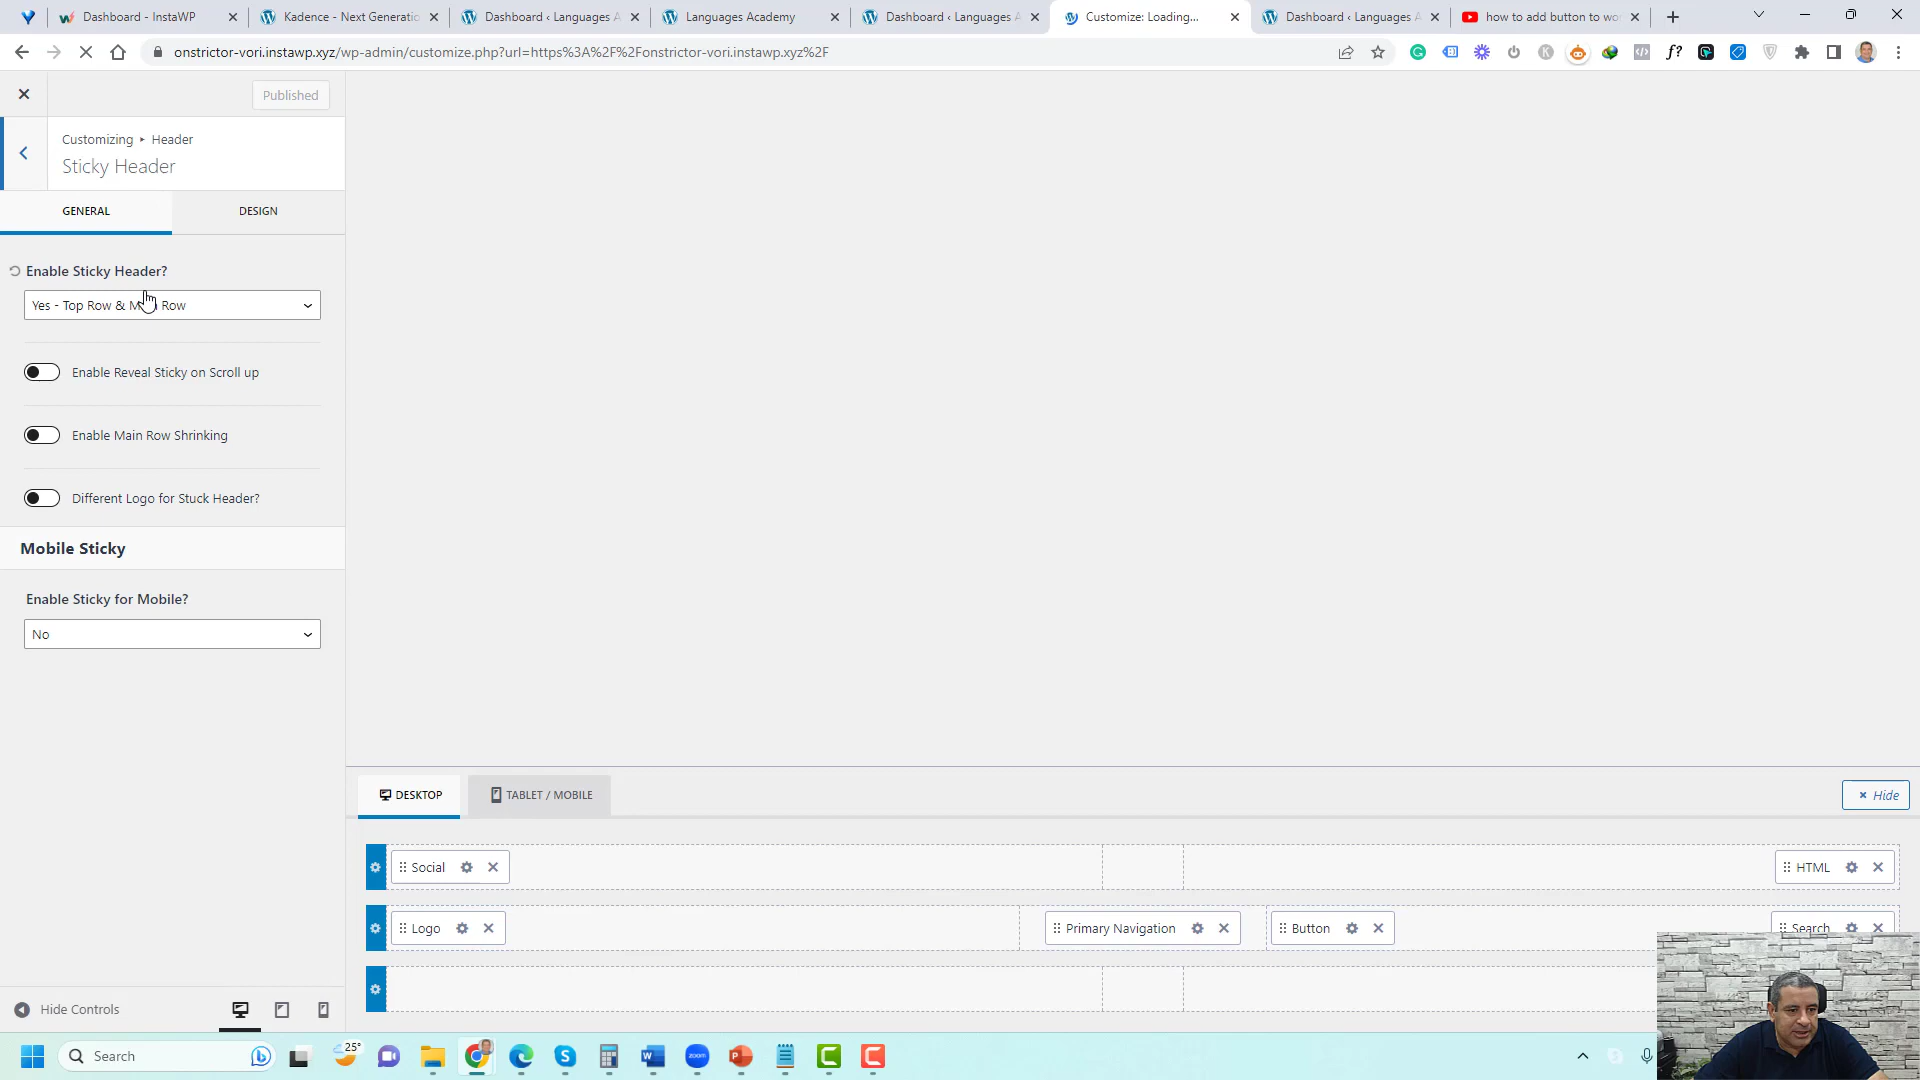 Dashboard - InstaWP
Kadence - Next Generatio
Dashboard ‹ Languages A
Languages Academy
Dashboard ‹ Languages A
Customize: Loading...
Dashboard ‹ Languages A
how to add button to wo
onstrictor-vori.instawp.xyz/wp-admin/customize.php?url=https%3A%2F%2Fonstrictor-vori.instawp.xyz%2F
f?
Published
Customizing ▸ Header
Sticky Header
GENERAL
DESIGN
Enable Sticky Header?
Yes - Top Row & M Row
Enable Reveal Sticky on Scroll up
Enable Main Row Shrinking
Different Logo for Stuck Header?
Mobile Sticky
Enable Sticky for Mobile?
No
DESKTOP
TABLET / MOBILE
Hide
Social
HTML
Logo
Primary Navigation
Button
Search
Hide Controls
Search
25°